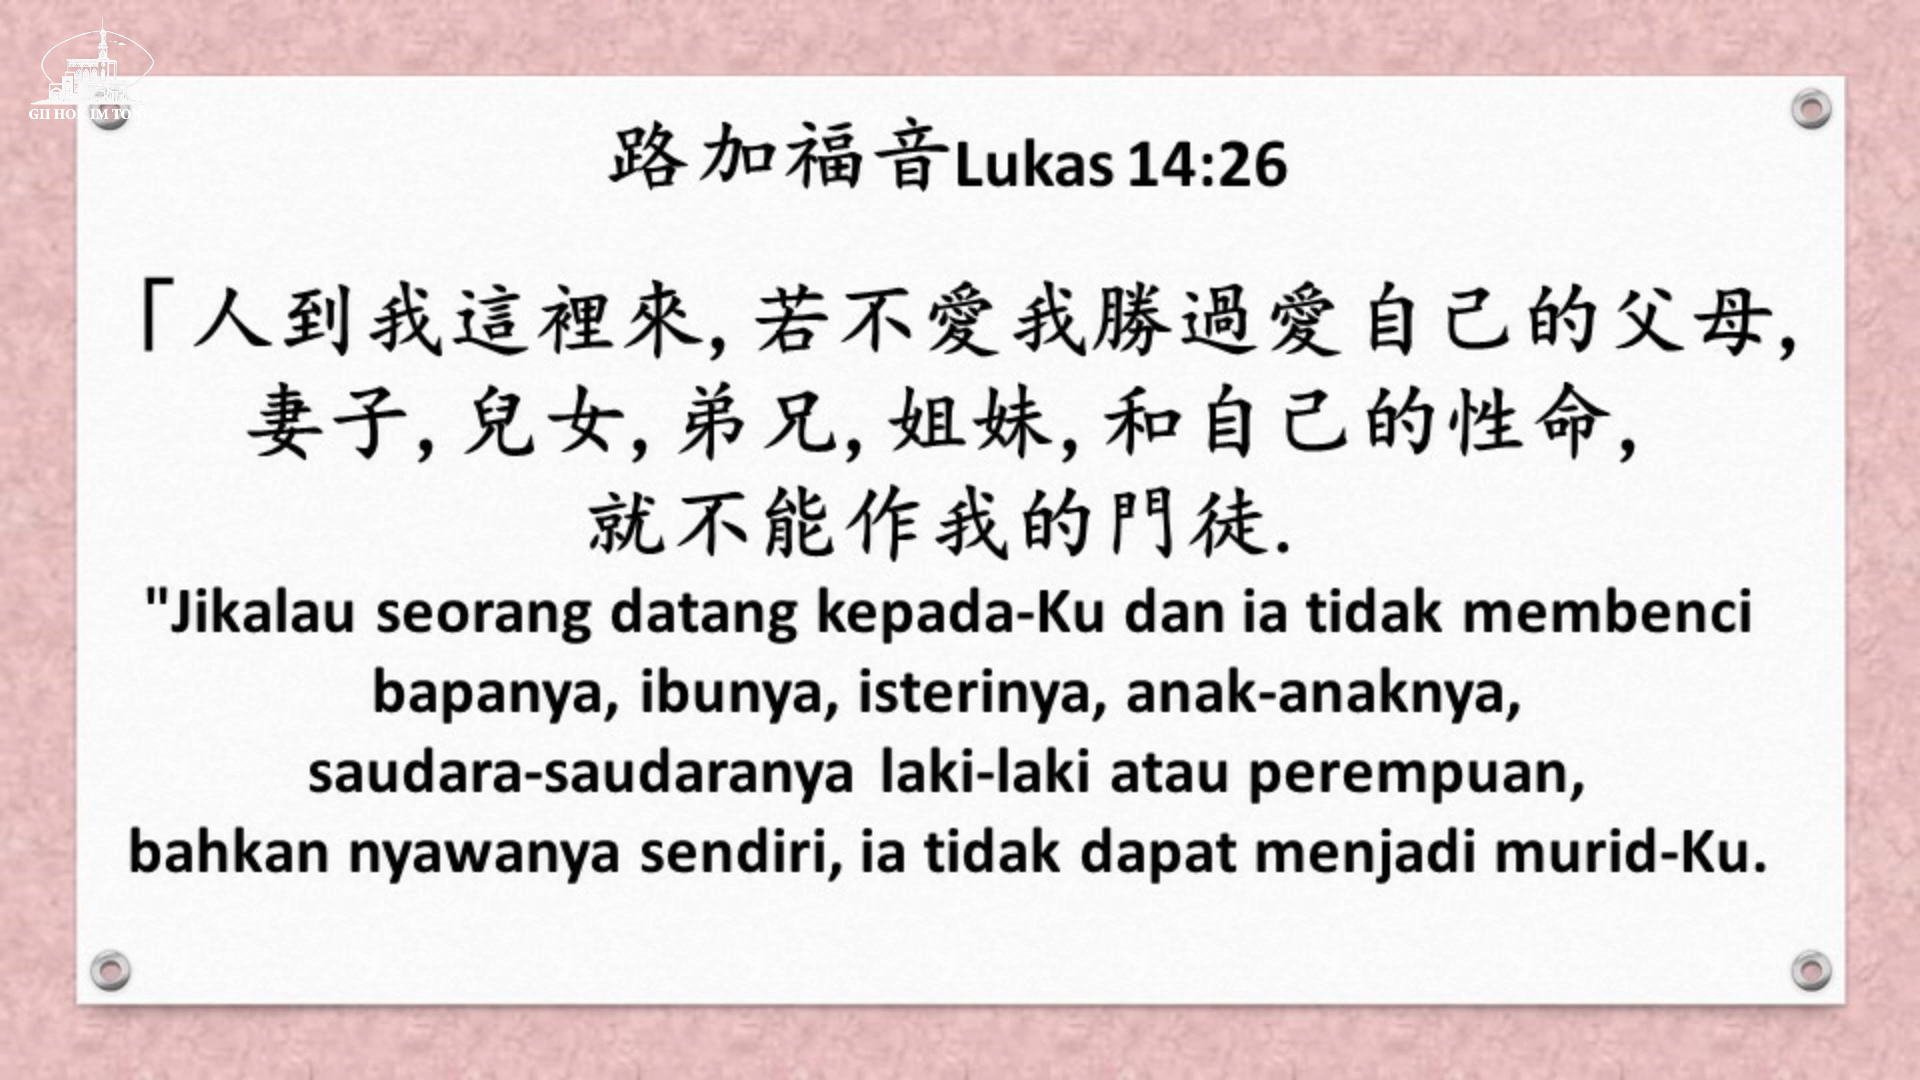 GII HOK IM TONG
路加福音Lukas 14:26
「人到我這裡來,若不愛我勝過愛自己的父母,
妻子,兒女,弟兄,姐妹,和自己的性命,
就不能作我的門徒.
"Jikalau seorang datang kepada-Ku dan ia tidak membenci
bapanya, ibunya, isterinya, anak-anaknya,
saudara-saudaranya laki-laki atau perempuan,
bahkan nyawanya sendiri, ia tidak dapat menjadi murid-Ku.